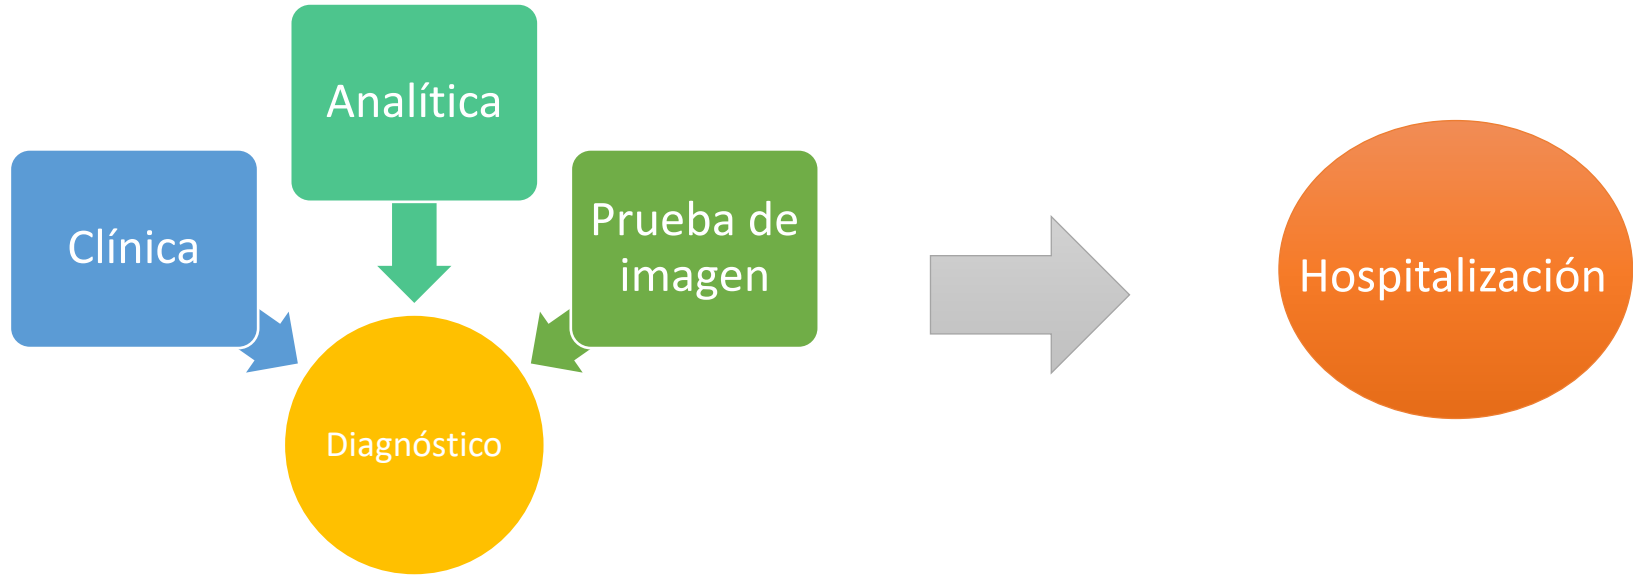 Analítica
Clínica
Prueba de
imagen
Diagnóstico
Hospitalización